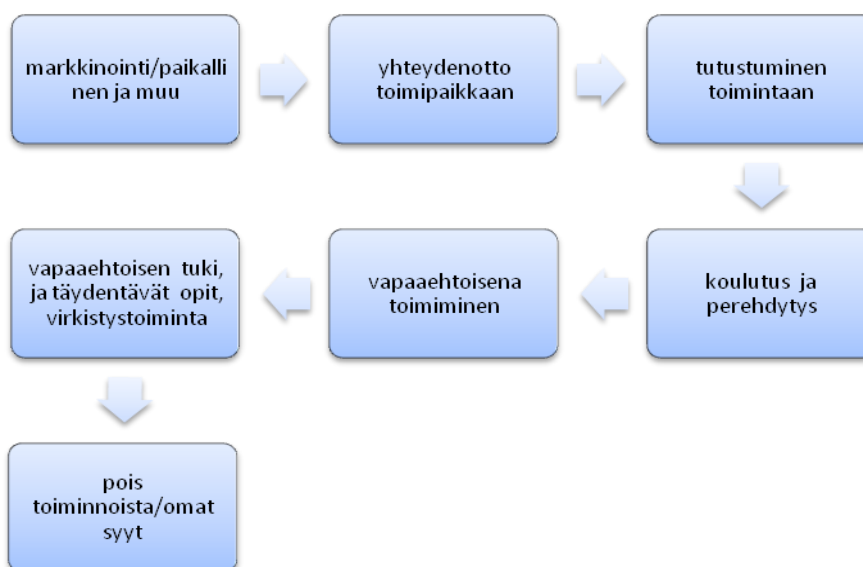 markkinointi/paikalli
nen ja muu
yhteydenotto
toimipaikkaan
tutustuminen
toimintaan
vapaaehtoisen tuki,
ja täydentävät opit,
virkistystoiminta
vapaaehtoisena
toimiminen
koulutus ja
perehdytys
pois
toiminnoista/omat
syyt